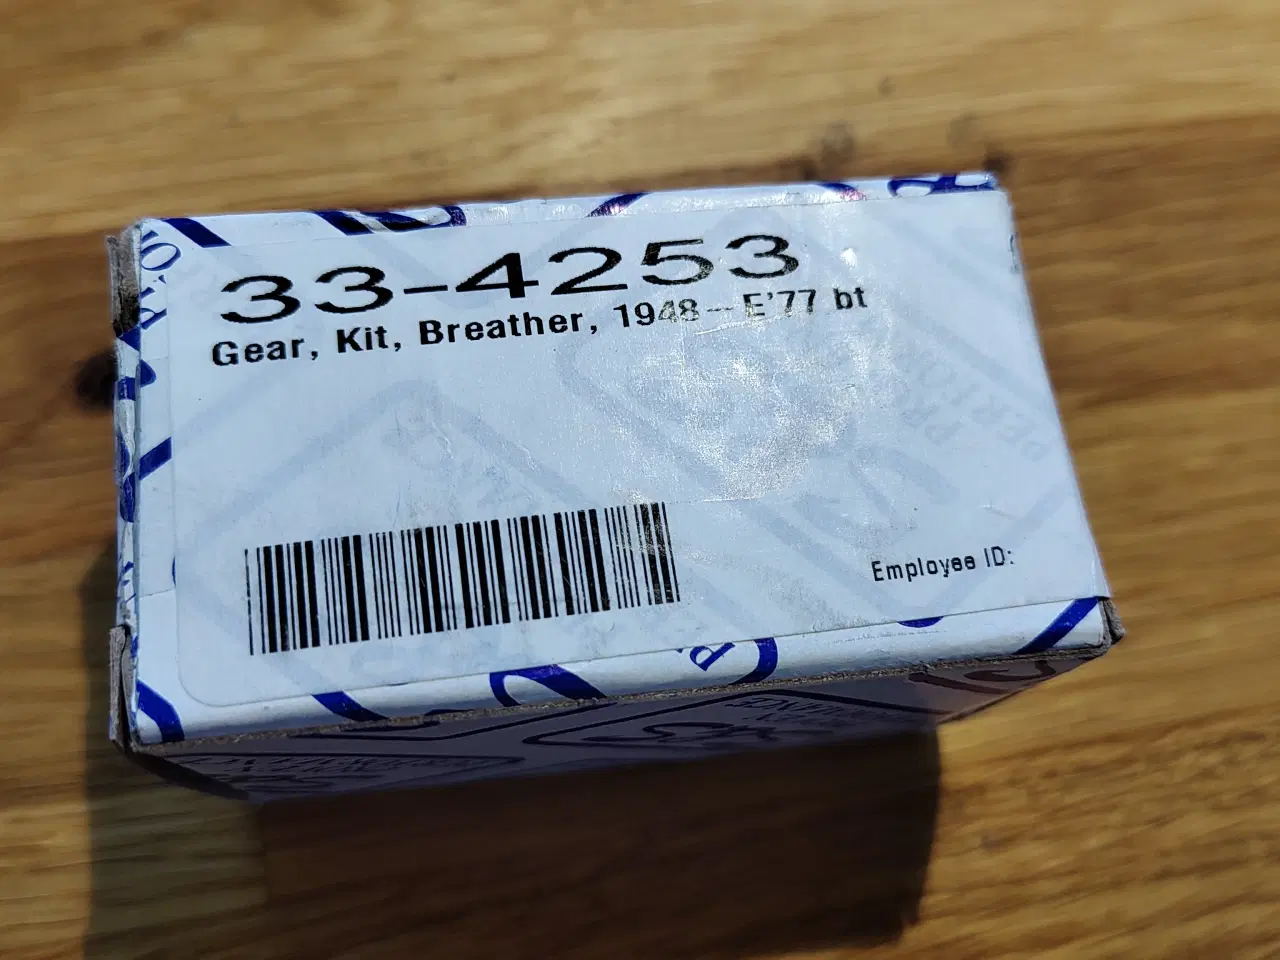 33-4253
Gear, Kit, Breather, 1948-- E'77 bt
Employee ID: